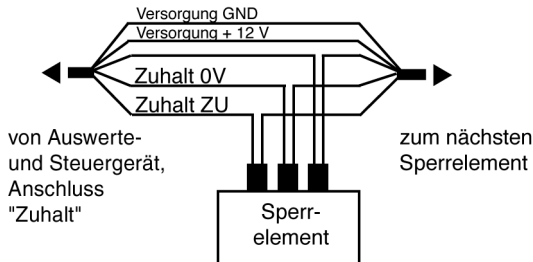 Versorgung GND
Versorgung + 12 V
Zuhalt 0V
Zuhalt ZU
von Auswerte-
und Steuergerät,
Anschluss
"Zuhalt"
zum nächsten
Sperrelement
Sperr-
element